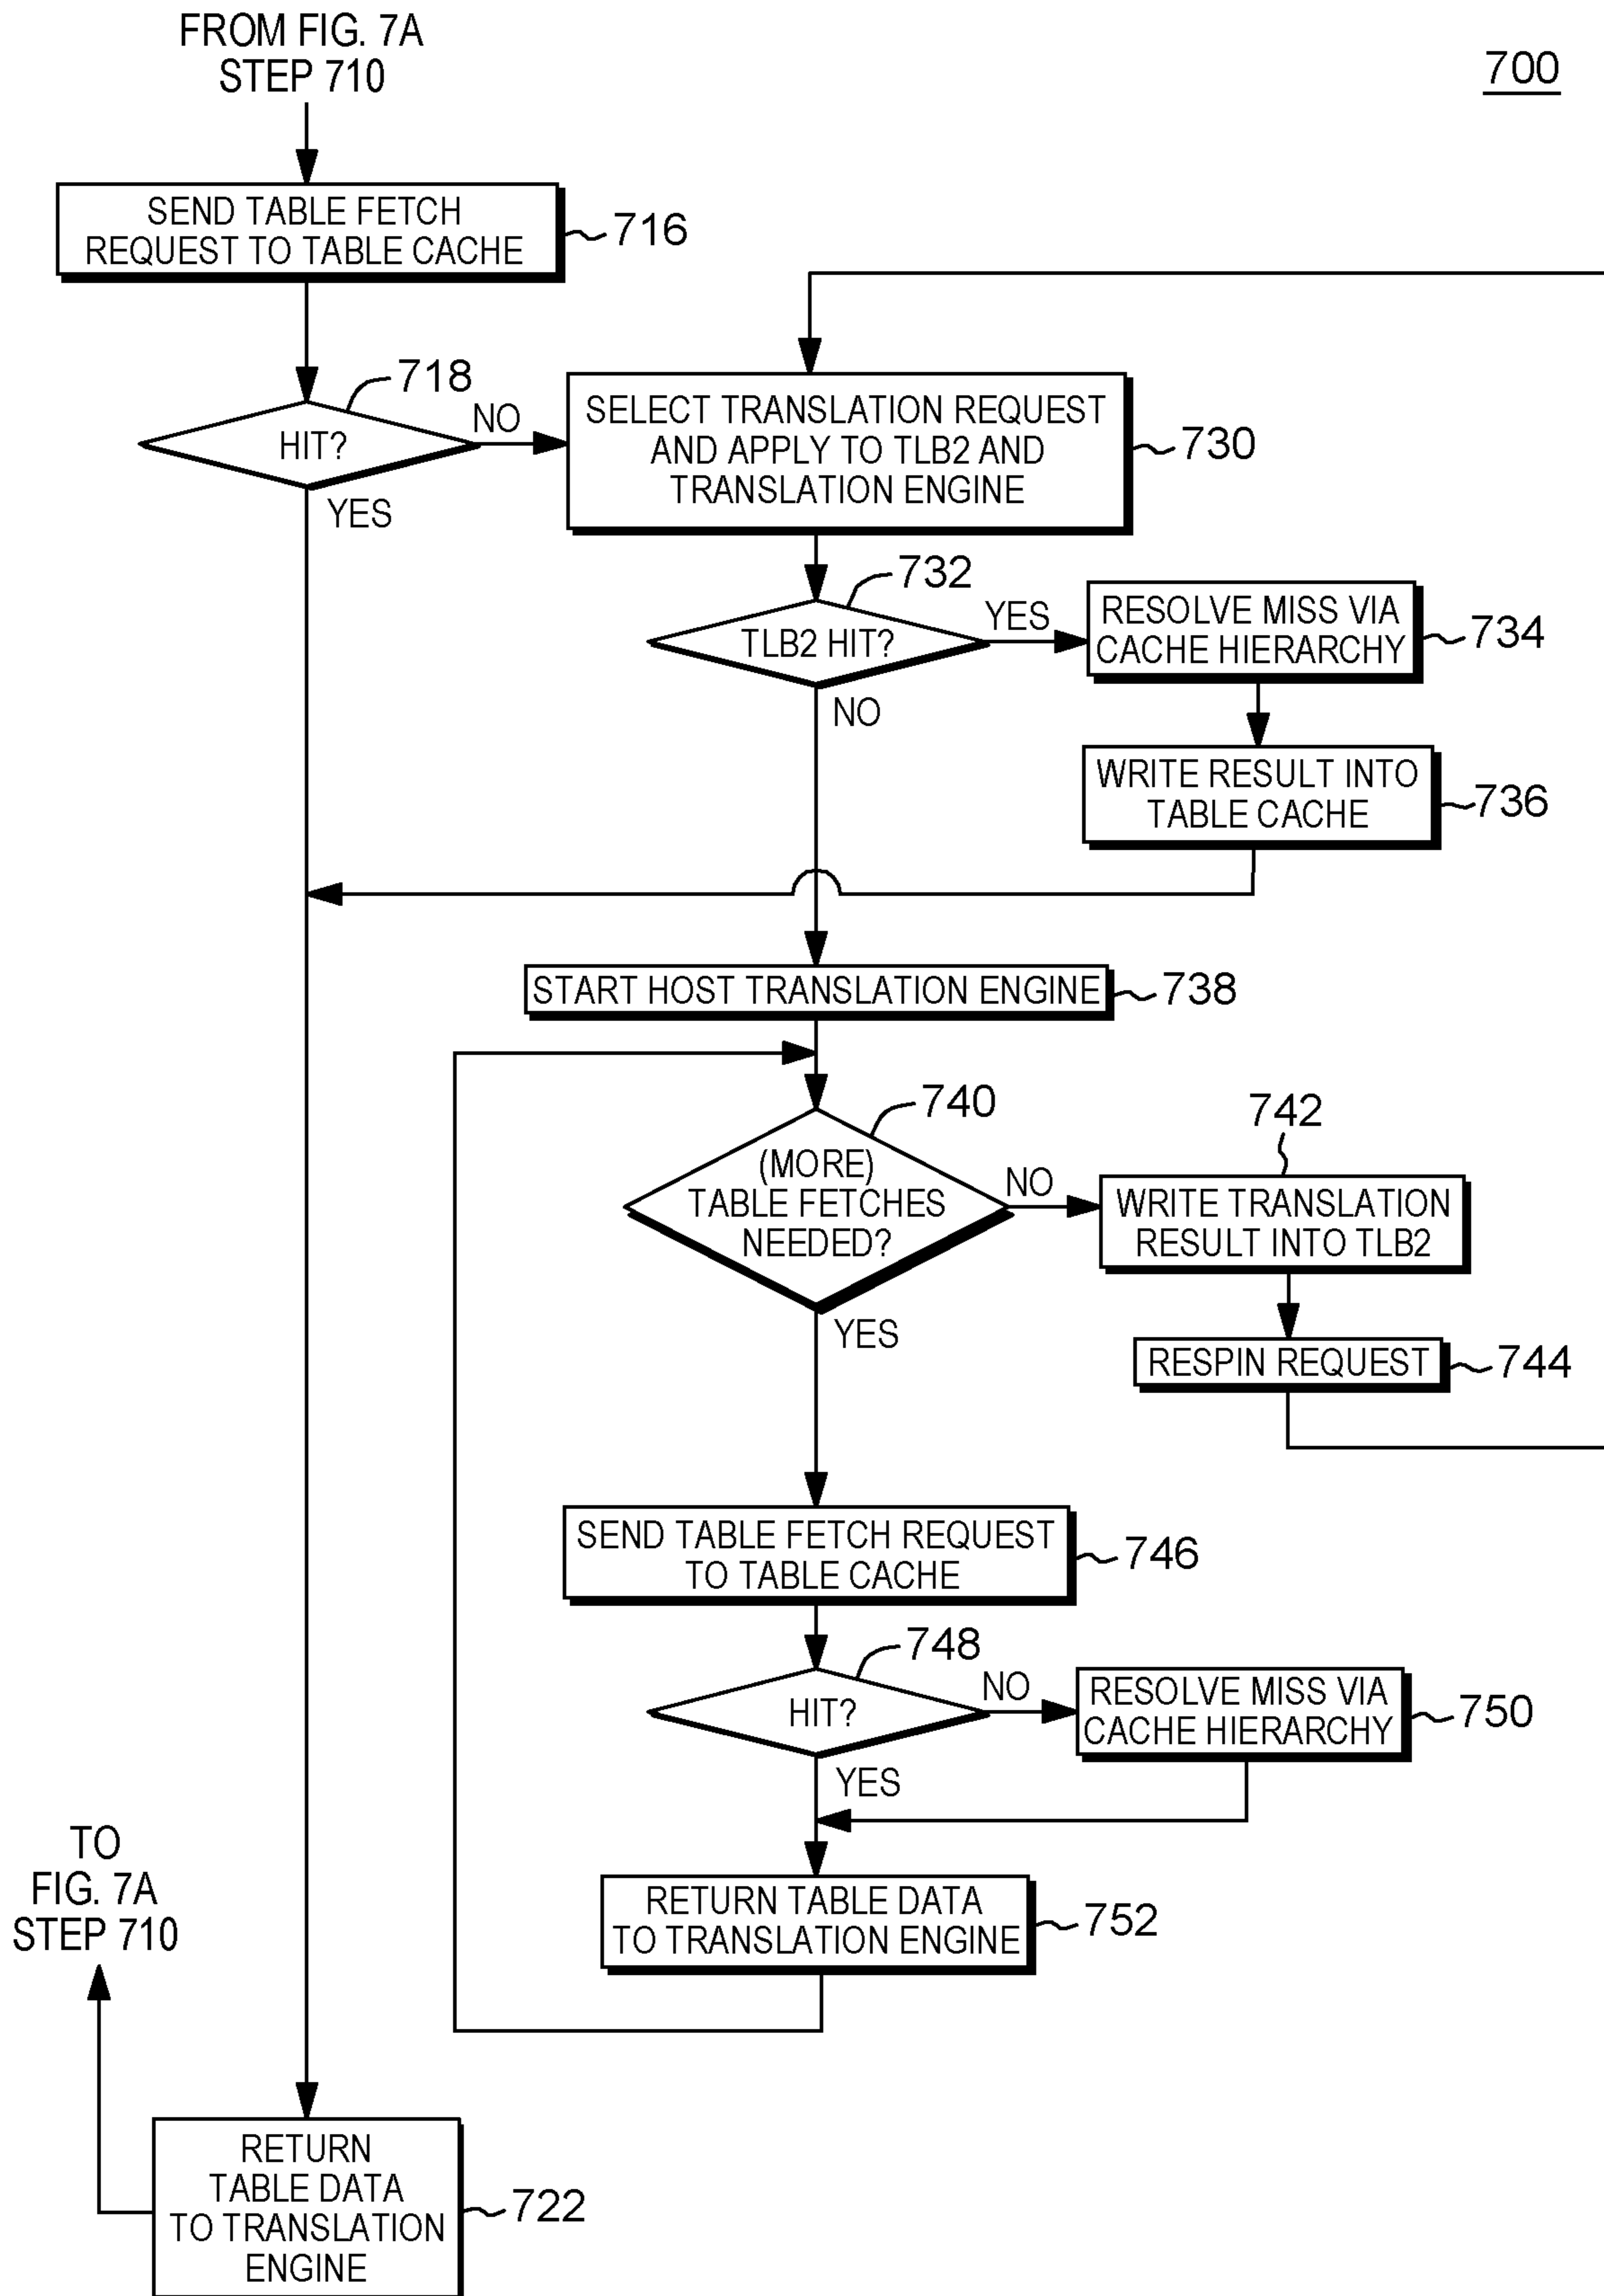 FROM FIG. 7A
STEP 710
700
SEND TABLE FETCH
REQUEST TO TABLE CACHE
716
718
HIT?
NO
YES
SELECT TRANSLATION REQUEST
AND APPLY TO TLB2 AND
TRANSLATION ENGINE
730
732
TLB2 HIT?
YES
NO
RESOLVE MISS VIA
CACHE HIERARCHY
734
WRITE RESULT INTO
TABLE CACHE
736
START HOST TRANSLATION ENGINE
738
740
(MORE)
TABLE FETCHES
NEEDED?
NO
YES
742
WRITE TRANSLATION
RESULT INTO TLB2
RESPIN REQUEST
744
SEND TABLE FETCH REQUEST
TO TABLE CACHE
746
748
HIT?
NO
YES
RESOLVE MISS VIA
CACHE HIERARCHY
750
RETURN TABLE DATA
TO TRANSLATION ENGINE
752
TO
FIG. 7A
STEP 710
RETURN
TABLE DATA
TO TRANSLATION
ENGINE
722